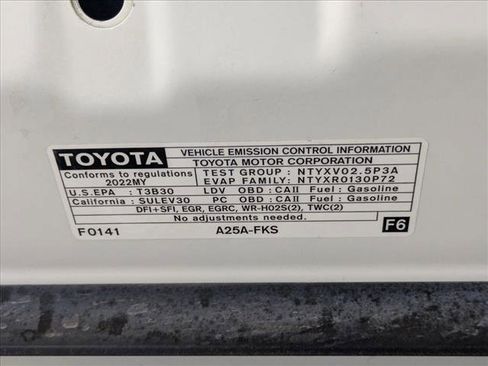 TOYOTA VEHICLE EMISSION CONTROL INFORMATION
TOYOTA MOTOR CORPORATION
Conforms to regulations TEST GROUP : NTYXV02.5P3A
2022MY EVAP FAMILY: NTYXR0130P72
U.S.EPA : T3B30 LDV OBD : CAII Fuel : Gasoline
California : SULEV30 PC OBD : CAII Fuel : Gasoline
DFI+SFI, EGR, EGRC, WR-HO2S(2), TWC(2)
No adjustments needed.
FO141 A25A-FKS F6